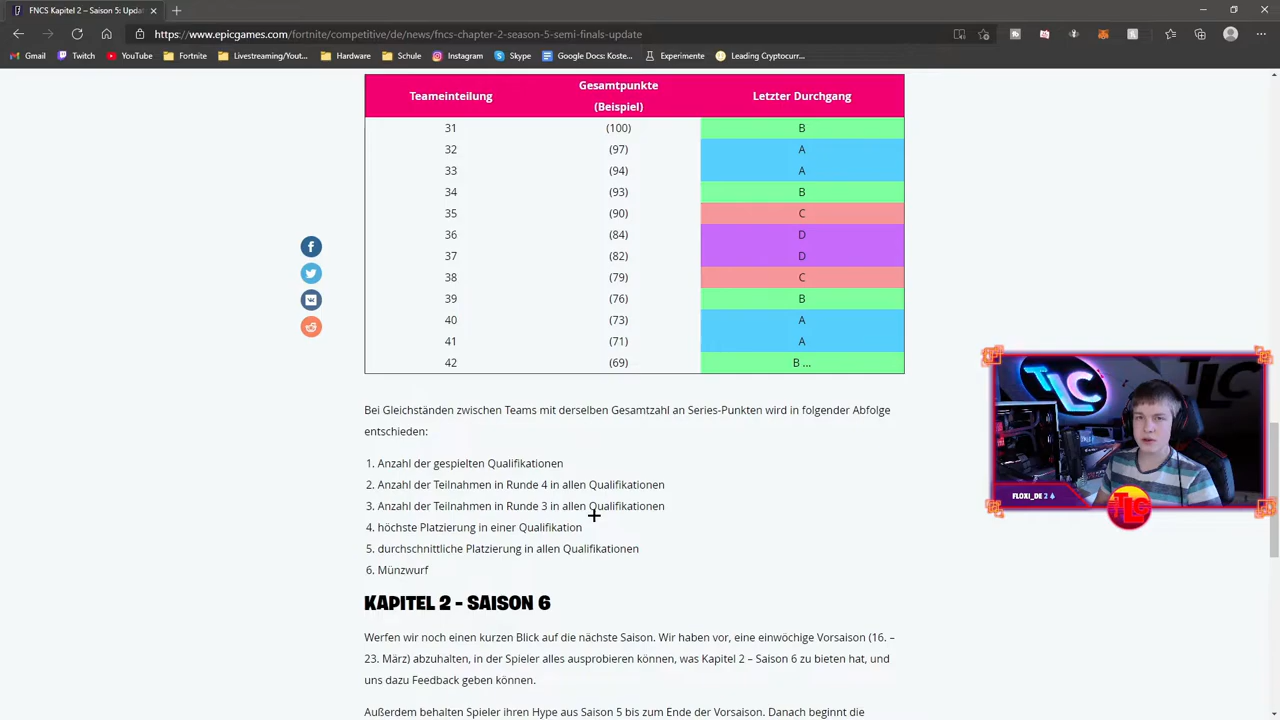 FNCS Kapitel 2 – Saison 5: Updat
https://www.epicgames.com/fortnite/competitive/de/news/fncs-chapter-2-season-5-semi-finals-update
Gmail Twitch YouTube Fortnite Livestreaming/Yout... Hardware Schule Instagram Skype Google Docs: Koste... Experimente Leading Cryptocurr...
Teameinteilung Gesamtpunkte (Beispiel) Letzter Durchgang
31 (100) B
32 (97) A
33 (94) A
34 (93) B
35 (90) C
36 (84) D
37 (82) D
38 (79) C
39 (76) B
40 (73) A
41 (71) A
42 (69) B ...
Bei Gleichständen zwischen Teams mit derselben Gesamtzahl an Series-Punkten wird in folgender Abfolge
entschieden:
1. Anzahl der gespielten Qualifikationen
2. Anzahl der Teilnahmen in Runde 4 in allen Qualifikationen
3. Anzahl der Teilnahmen in Runde 3 in allen Qualifikationen
4. höchste Platzierung in einer Qualifikation
5. durchschnittliche Platzierung in allen Qualifikationen
6. Münzwurf
KAPITEL 2 – SAISON 6
Werfen wir noch einen kurzen Blick auf die nächste Saison. Wir haben vor, eine einwöchige Vorsaison (16. –
23. März) abzuhalten, in der Spieler alles ausprobieren können, was Kapitel 2 – Saison 6 zu bieten hat, und
uns dazu Feedback geben können.
Außerdem behalten Spieler ihren Hype aus Saison 5 bis zum Ende der Vorsaison. Danach beginnt die
TLC
TLC
FLOXI_DE 2
TLC